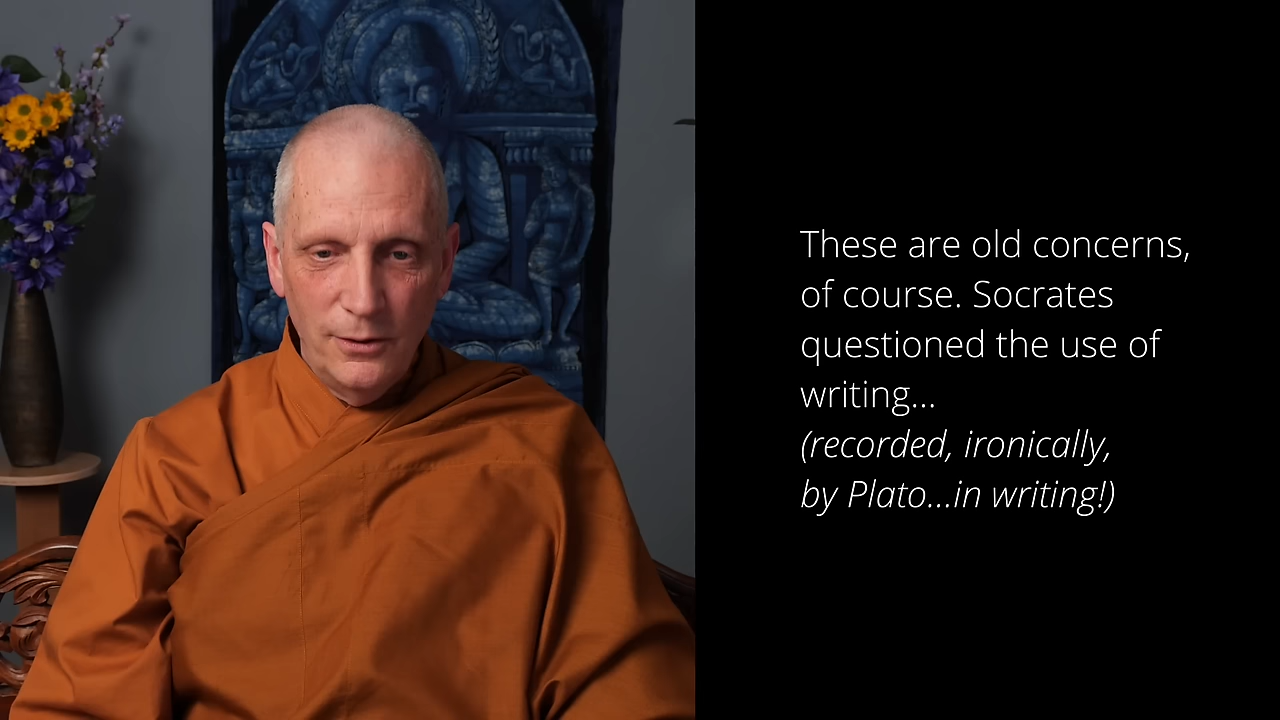 These are old concerns,
of course. Socrates
questioned the use of
writing...
(recorded, ironically,
by Plato...in writing!)